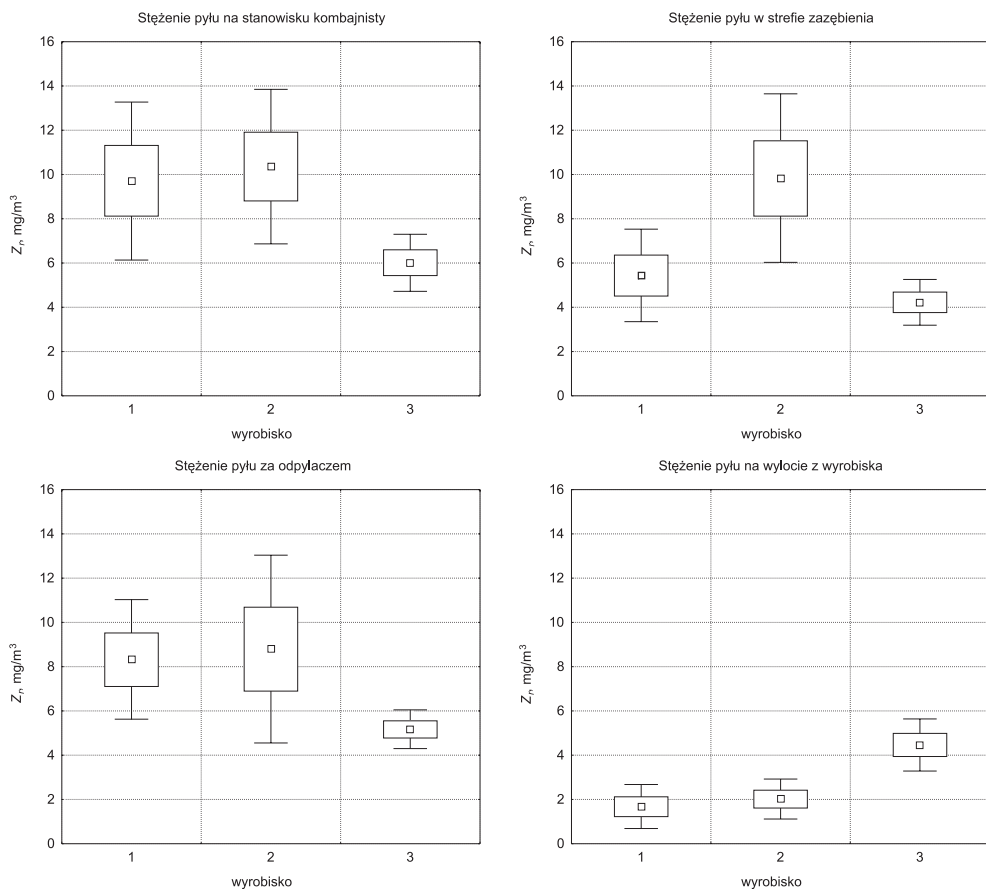 Stężenie pyłu na stanowisku kombajnisty
16
14
12
10
8
6
4
2
0
Zr, mg/m³
1 2 3
wyrobisko
Stężenie pyłu w strefie zazębienia
16
14
12
10
8
6
4
2
0
Zr, mg/m³
1 2 3
wyrobisko
Stężenie pyłu za odpylaczem
16
14
12
10
8
6
4
2
0
Zr, mg/m³
1 2 3
wyrobisko
Stężenie pyłu na wylocie z wyrobiska
16
14
12
10
8
6
4
2
0
Zr, mg/m³
1 2 3
wyrobisko